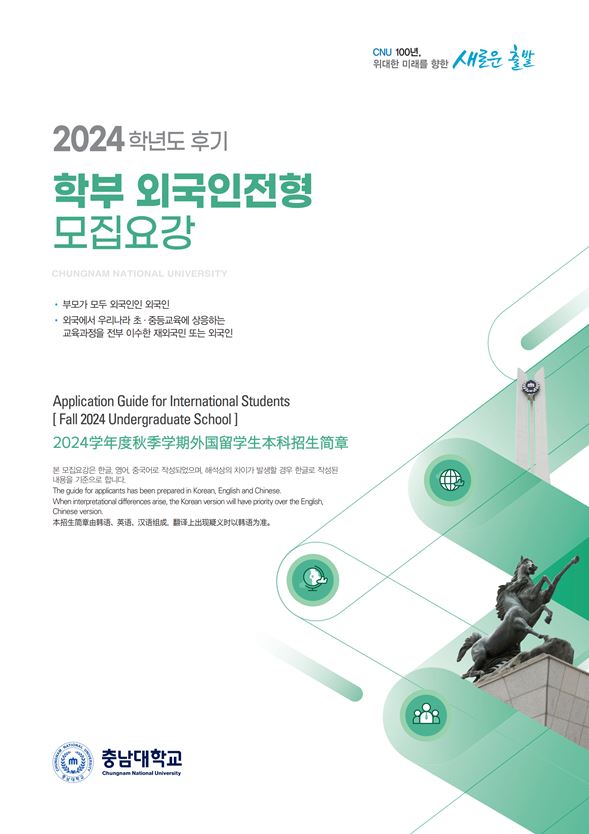 CNU 100년,
위대한 미래를 향한 새로운 출발
2024학년도 후기
학부 외국인전형
모집요강
CHUNGNAM NATIONAL UNIVERSITY
• 부모가 모두 외국인인 외국인
• 외국에서 우리나라 초·중등교육에 상응하는
교육과정을 전부 이수한 재외국민 또는 외국인
Application Guide for International Students
[ Fall 2024 Undergraduate School ]
2024学年度秋季学期外国留学生本科招生简章
본 모집요강은 한글, 영어, 중국어로 작성되었으며, 해석상의 차이가 발생할 경우 한글로 작성된
내용을 기준으로 합니다.
The guide for applicants has been prepared in Korean, English and Chinese.
When interpretational differences arise, the Korean version will have priority over the English,
Chinese version.
本招生简章由韩语、英语、汉语组成，翻译上出现疑义时以韩语为准。
충남대학교
Chungnam National University